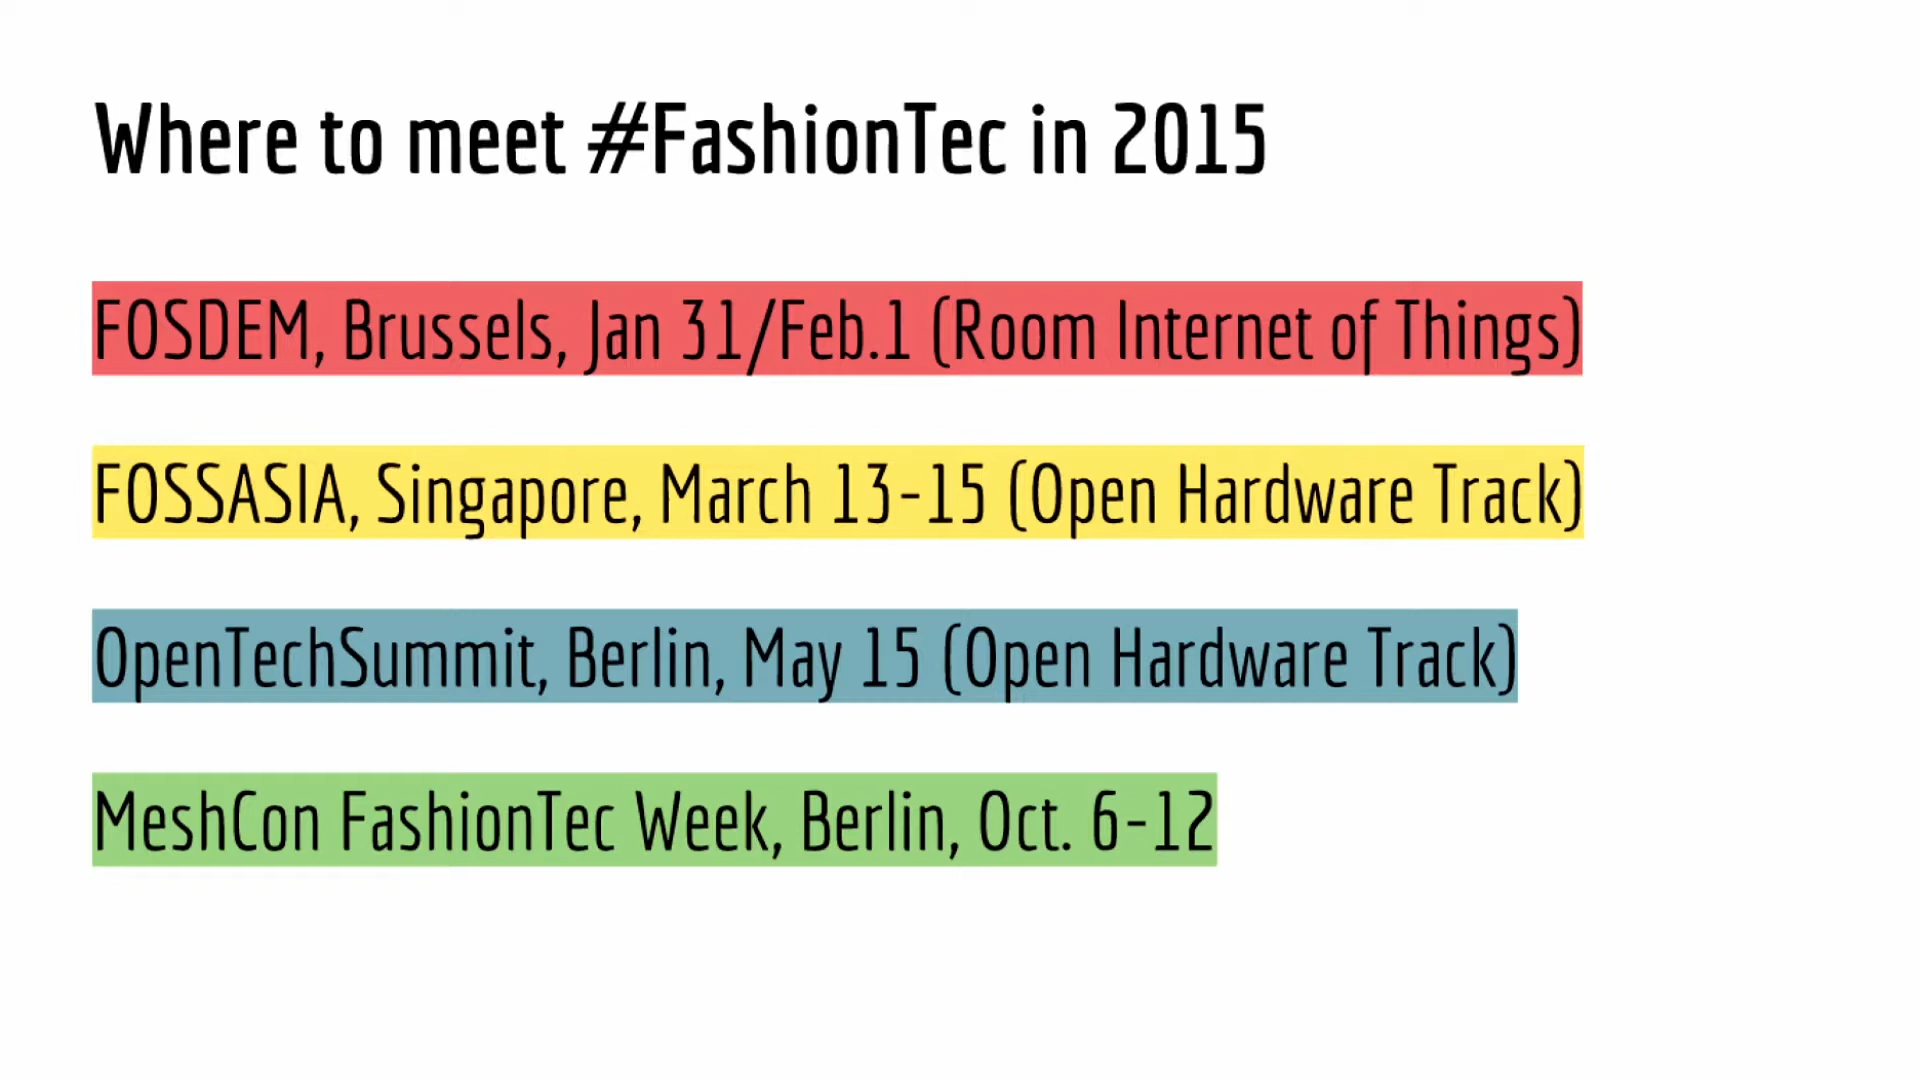 Where to meet #FashionTec in 2015
FOSDEM, Brussels, Jan 31/Feb.1 (Room Internet of Things)
FOSSASIA, Singapore, March 13-15 (Open Hardware Track)
OpenTechSummit, Berlin, May 15 (Open Hardware Track)
MeshCon FashionTec Week, Berlin, Oct. 6-12